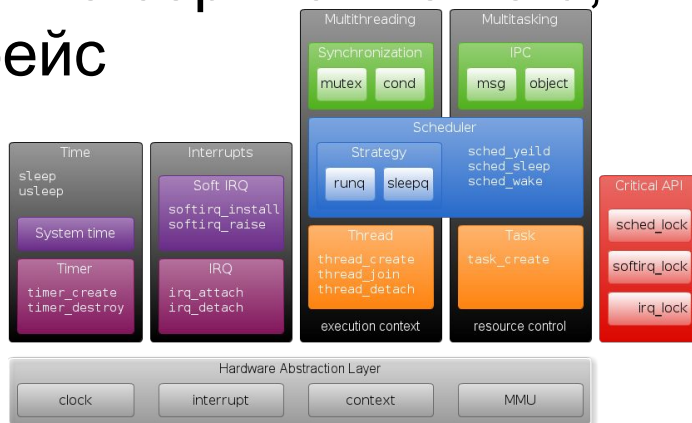 ейс
Multithreading
Synchronization
mutex
cond
Multitasking
IPC
msg
object
Scheduler
Strategy
runq
sleepq
sched_yeild
sched_sleep
sched_wake
Time
sleep
usleep
System time
Timer
timer_create
timer_destroy
Interrupts
Soft IRQ
softirq_install
softirq_raise
IRQ
irq_attach
irq_detach
Thread
thread_create
thread_join
thread_detach
execution context
Task
task_create
resource control
Critical API
sched_lock
softirq_lock
irq_lock
Hardware Abstraction Layer
clock
interrupt
context
MMU